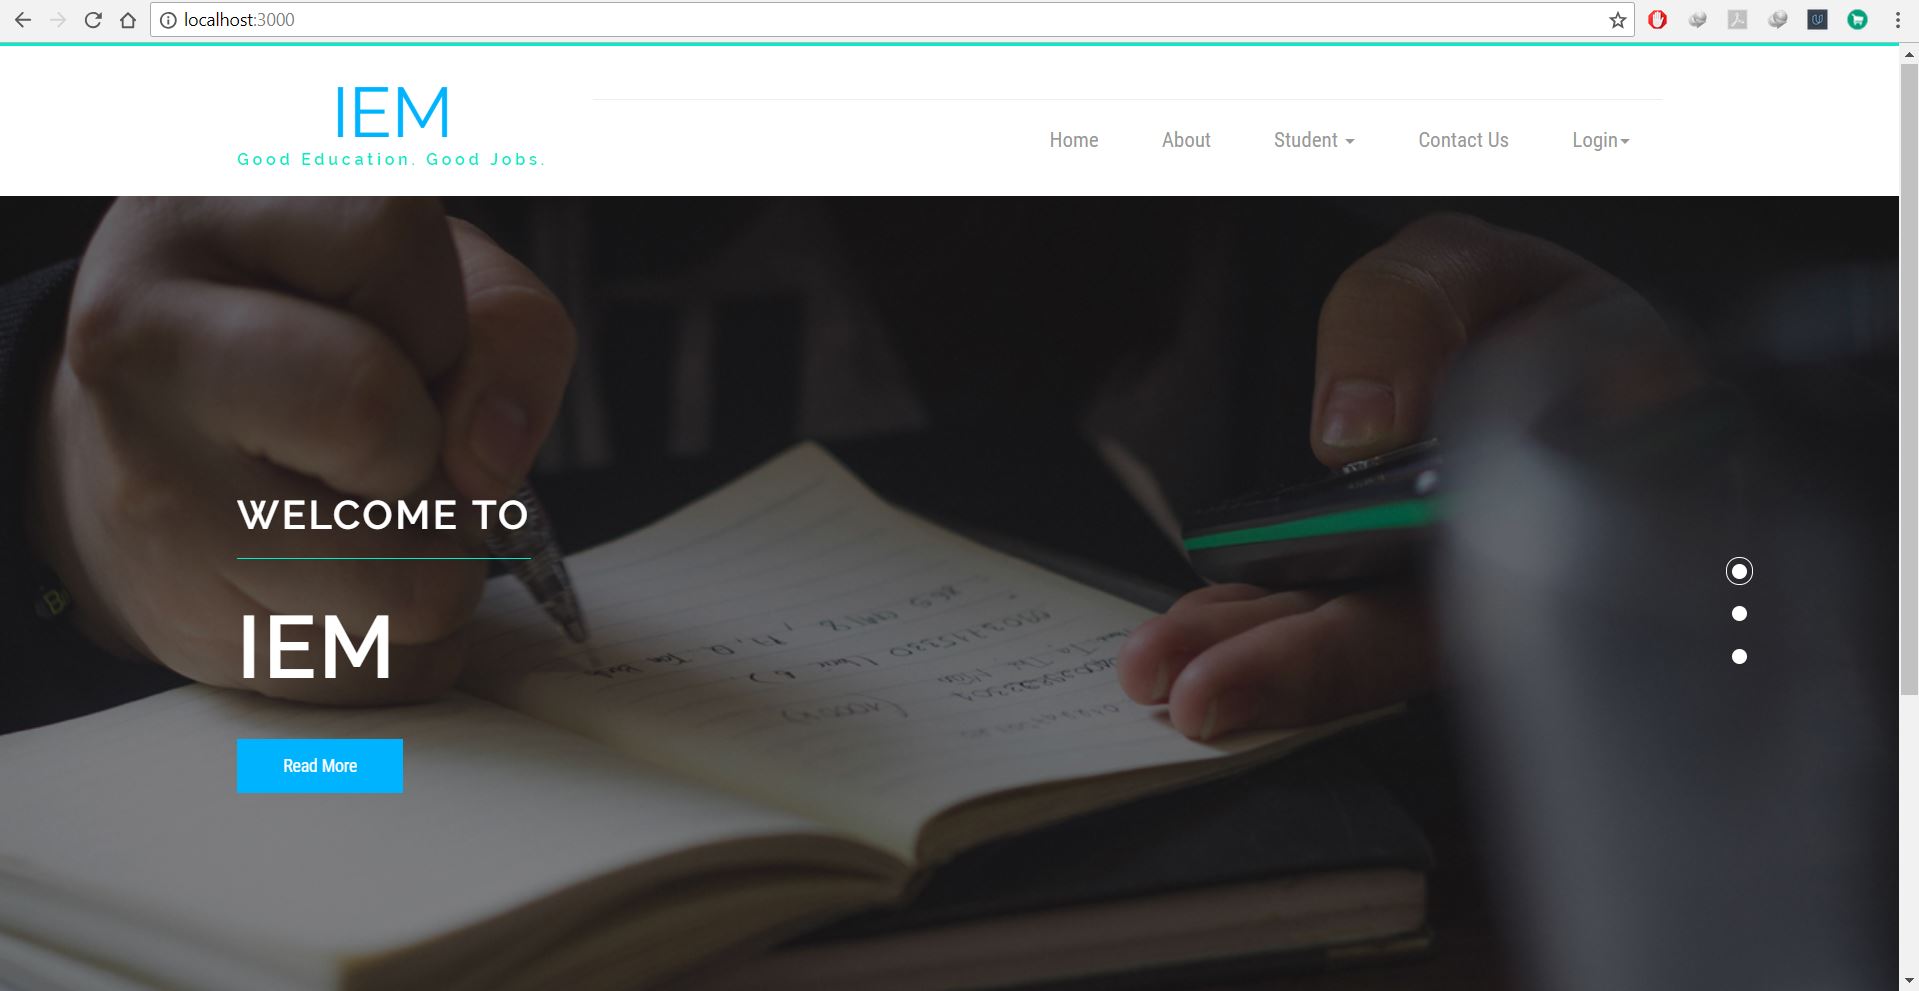 localhost:3000
IEM
Good Education. Good Jobs.
Home About Student Contact Us Login
WELCOME TO
IEM
Read More